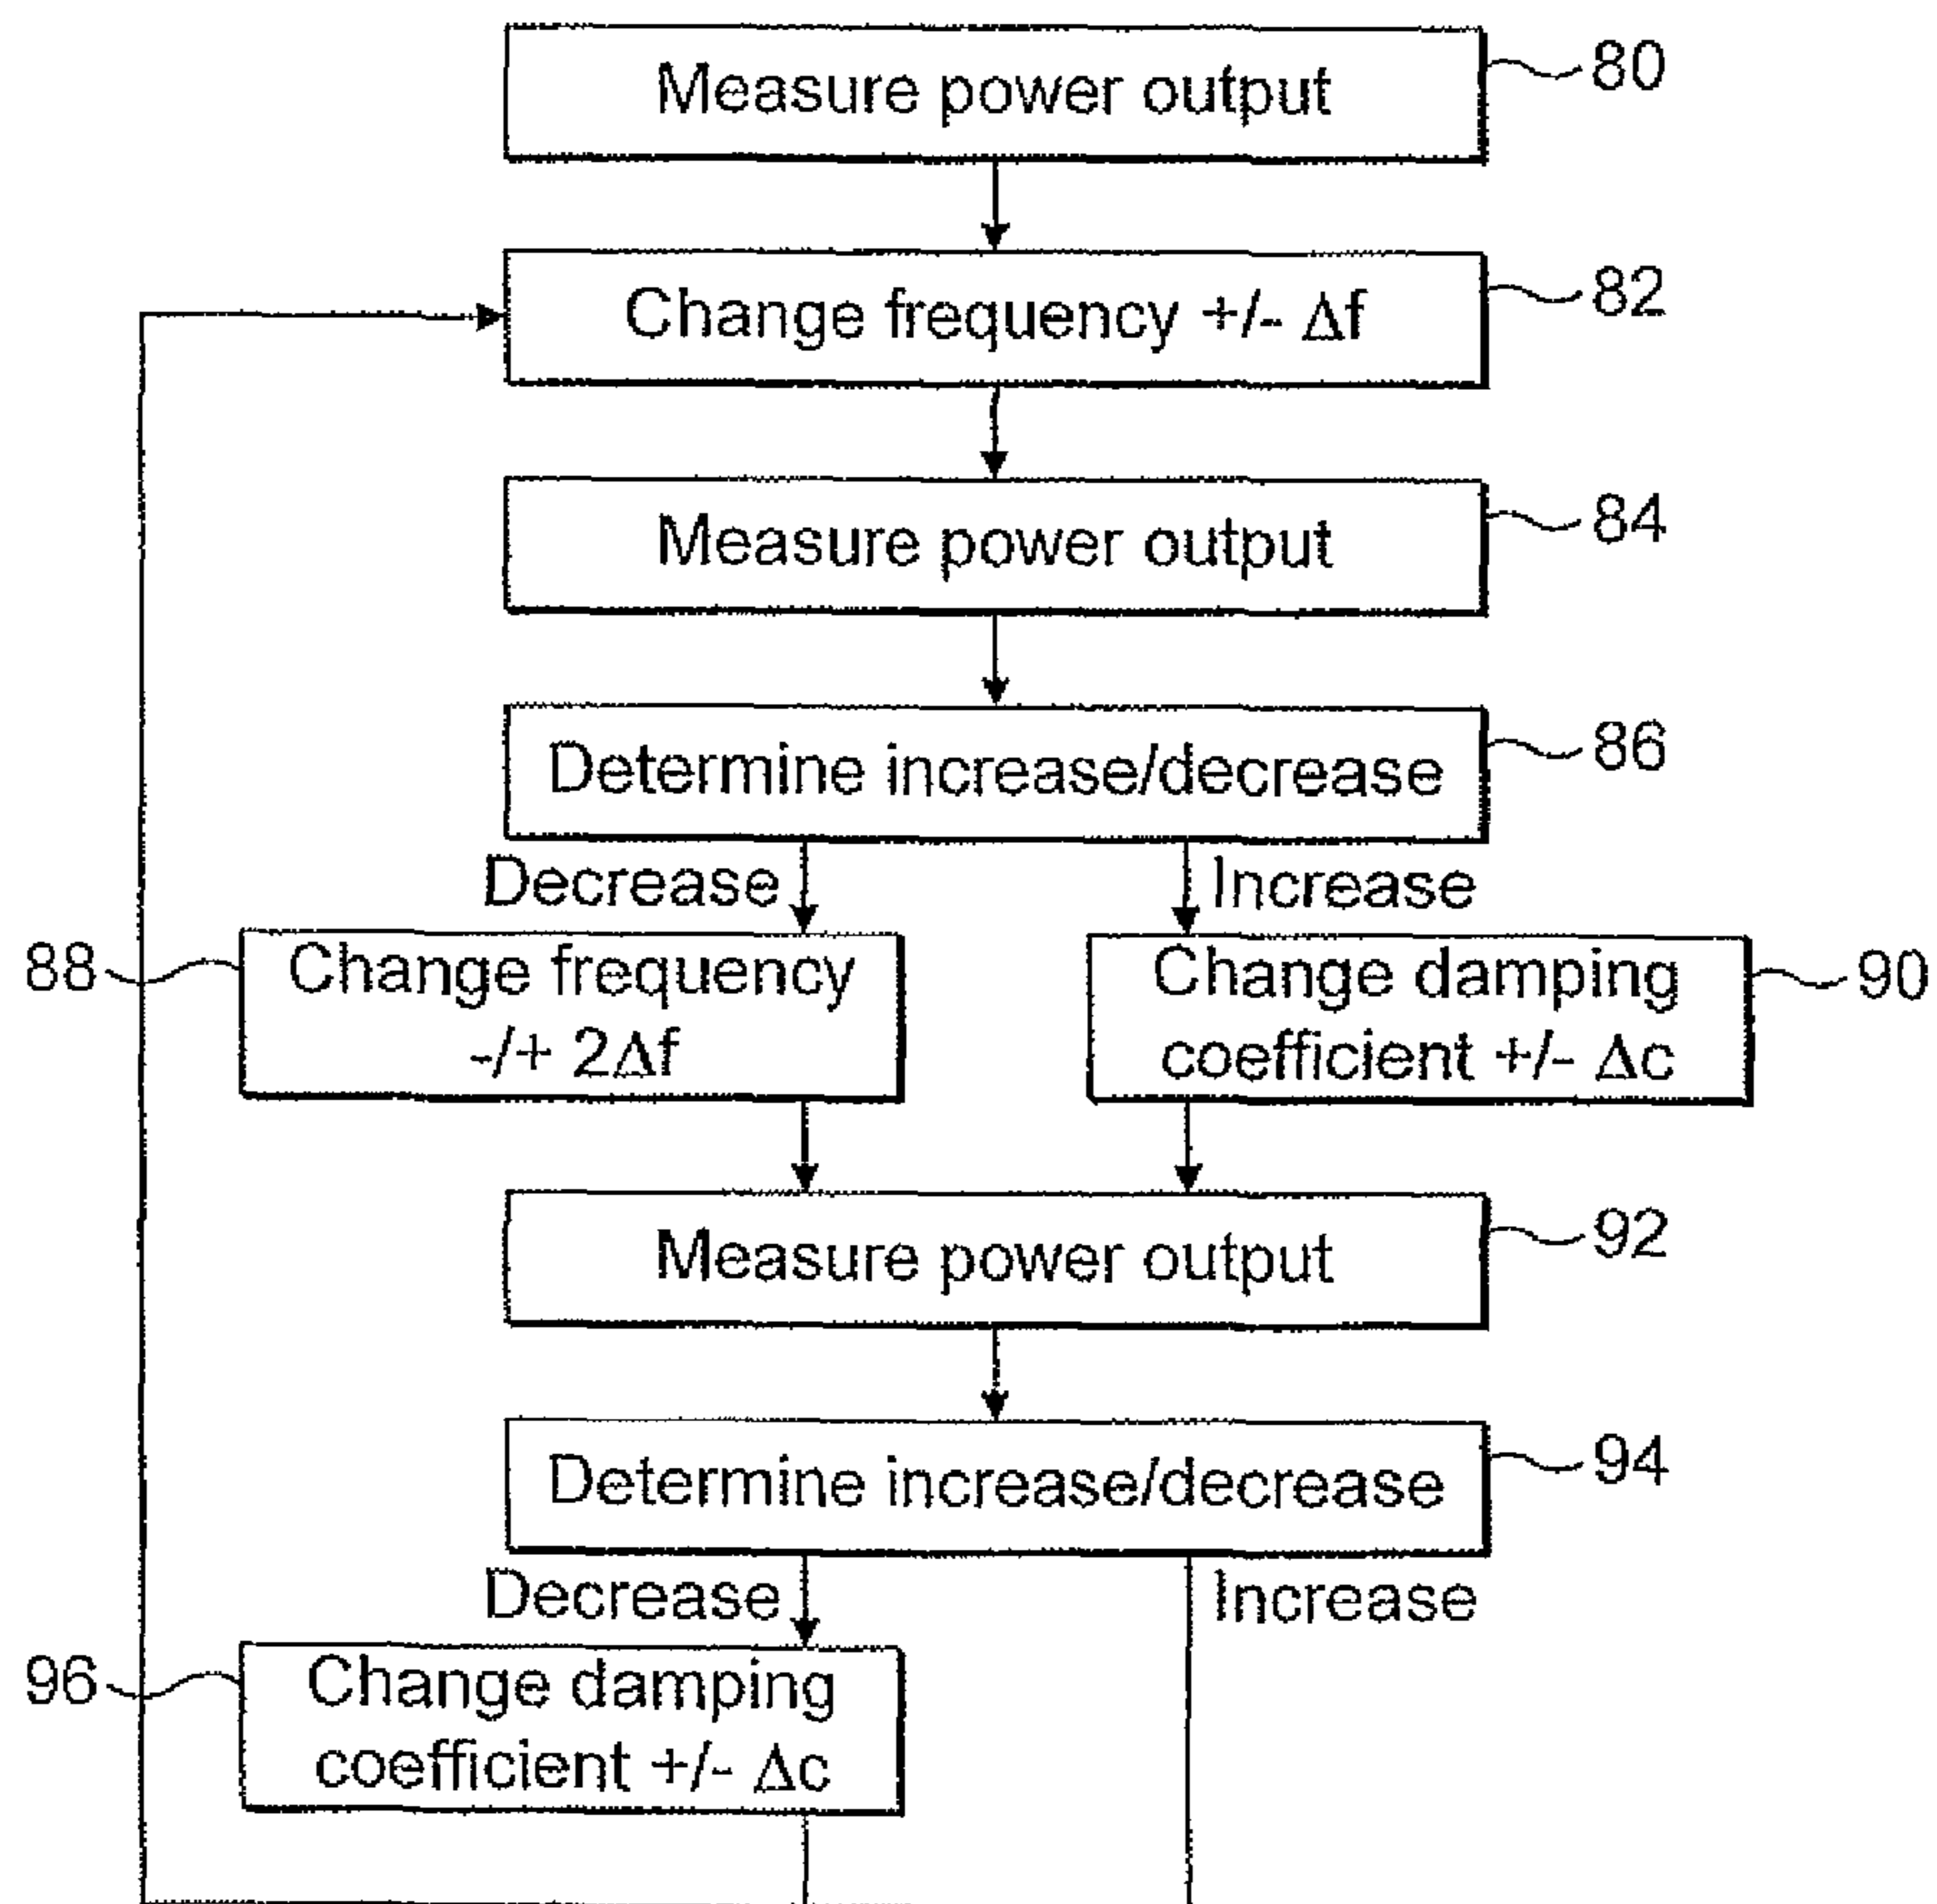 Measure power output
80
Change frequency +/- Δf
82
Measure power output
84
Determine increase/decrease
86
Decrease
Increase
88
Change frequency
-/+ 2Δf
Change damping
coefficient +/- Δc
90
Measure power output
92
Determine increase/decrease
94
Decrease
Increase
96
Change damping
coefficient +/- Δc